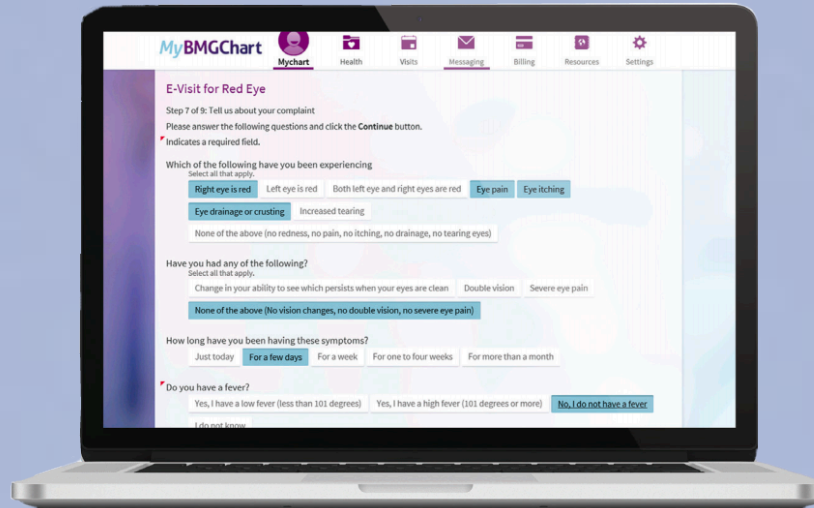 MyBMGChart
Mychart Health Visits Messaging Billing Resources Settings
E-Visit for Red Eye
Step 7 of 9: Tell us about your complaint
Please answer the following questions and click the Continue button.
Indicates a required field.
Which of the following have you been experiencing
Select all that apply.
Right eye is red Left eye is red Both left eye and right eyes are red Eye pain Eye itching
Eye drainage or crusting Increased tearing
None of the above (no redness, no pain, no itching, no drainage, no tearing eyes)
Have you had any of the following?
Select all that apply.
Change in your ability to see which persists when your eyes are clean Double vision Severe eye pain
None of the above (No vision changes, no double vision, no severe eye pain)
How long have you been having these symptoms?
Just today For a few days For a week For one to four weeks For more than a month
Do you have a fever?
Yes, I have a low fever (less than 101 degrees) Yes, I have a high fever (101 degrees or more) No, I do not have a fever
I do not know